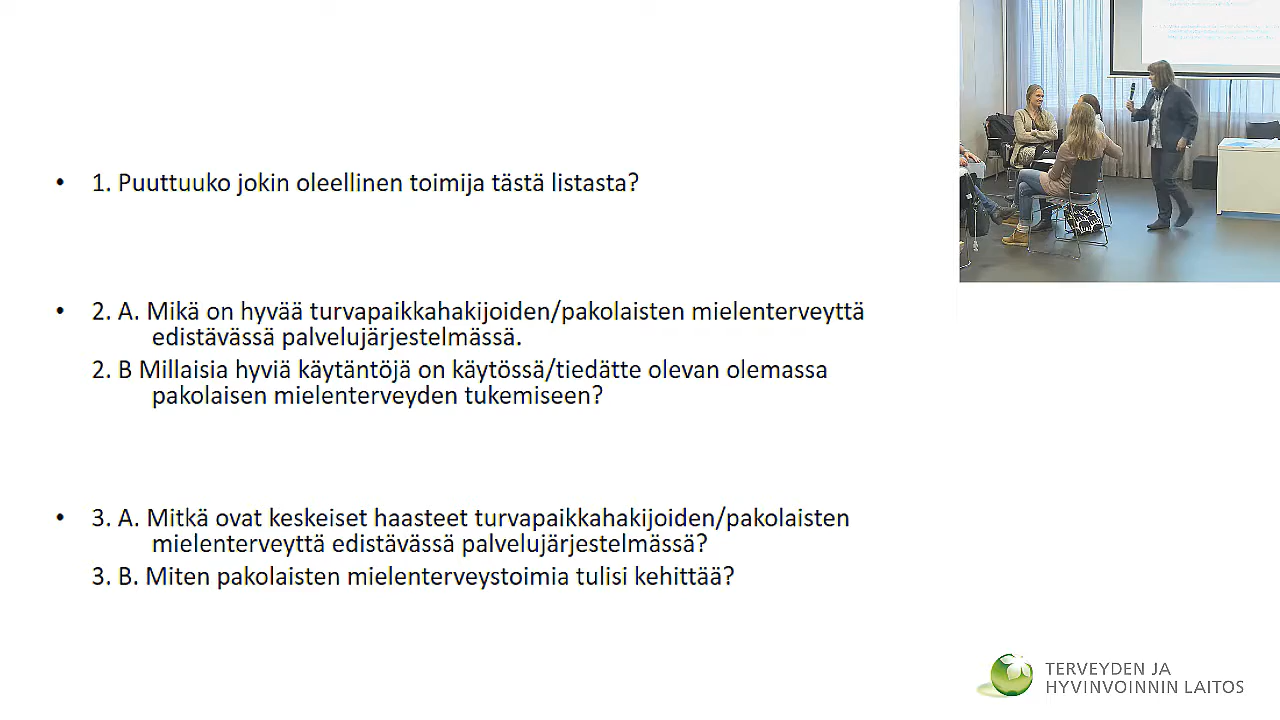 • 1. Puuttuuko jokin oleellinen toimija tästä listasta?
• 2. A. Mikä on hyvää turvapaikkahakijoiden/pakolaisten mielenterveyttä
edistävässä palvelujärjestelmässä.
2. B Millaisia hyviä käytäntöjä on käytössä/tiedätte olevan olemassa
pakolaisen mielenterveyden tukemiseen?
• 3. A. Mitkä ovat keskeiset haasteet turvapaikkahakijoiden/pakolaisten
mielenterveyttä edistävässä palvelujärjestelmässä?
3. B. Miten pakolaisten mielenterveystoimia tulisi kehittää?
TERVEYDEN JA
HYVINVOINNIN LAITOS